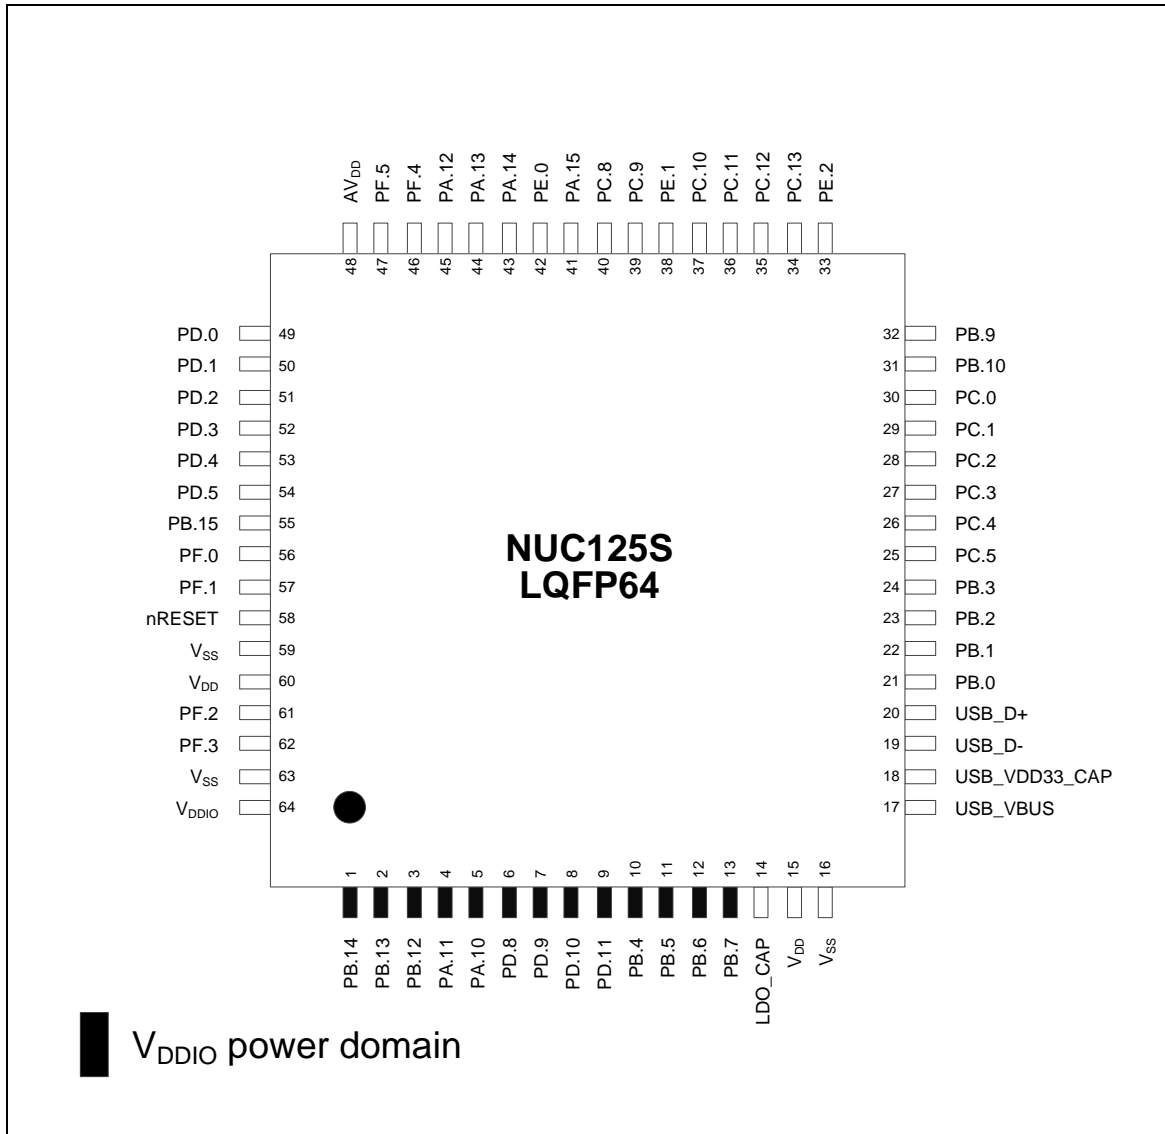 AVDD PF.5 PF.4 PA.12 PA.13 PA.14 PE.0 PA.15 PC.8 PC.9 PE.1 PC.10 PC.11 PC.12 PC.13 PE.2
48 47 46 45 44 43 42 41 40 39 38 37 36 35 34 33
PD.0 49 32 PB.9
PD.1 50 31 PB.10
PD.2 51 30 PC.0
PD.3 52 29 PC.1
PD.4 53 28 PC.2
PD.5 54 27 PC.3
PB.15 55 26 PC.4
PF.0 56 25 PC.5
NUC125S
LQFP64
PF.1 57 24 PB.3
nRESET 58 23 PB.2
VSS 59 22 PB.1
VDD 60 21 PB.0
PF.2 61 20 USB_D+
PF.3 62 19 USB_D-
VSS 63 18 USB_VDD33_CAP
VDDIO 64 17 USB_VBUS
1 2 3 4 5 6 7 8 9 10 11 12 13 14 15 16
PB.14 PB.13 PB.12 PA.11 PA.10 PD.8 PD.9 PD.10 PD.11 PB.4 PB.5 PB.6 PB.7 LDO_CAP VDD VSS
VDDIO power domain